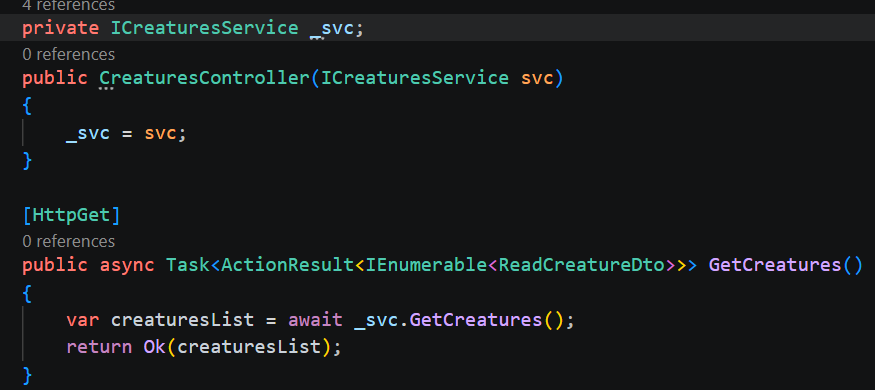 4 references
private ICreaturesService _svc;
0 references
public CreaturesController(ICreaturesService svc)
{
    _svc = svc;
}
[HttpGet]
0 references
public async Task<ActionResult<IEnumerable<ReadCreatureDto>>> GetCreatures()
{
    var creaturesList = await _svc.GetCreatures();
    return Ok(creaturesList);
}